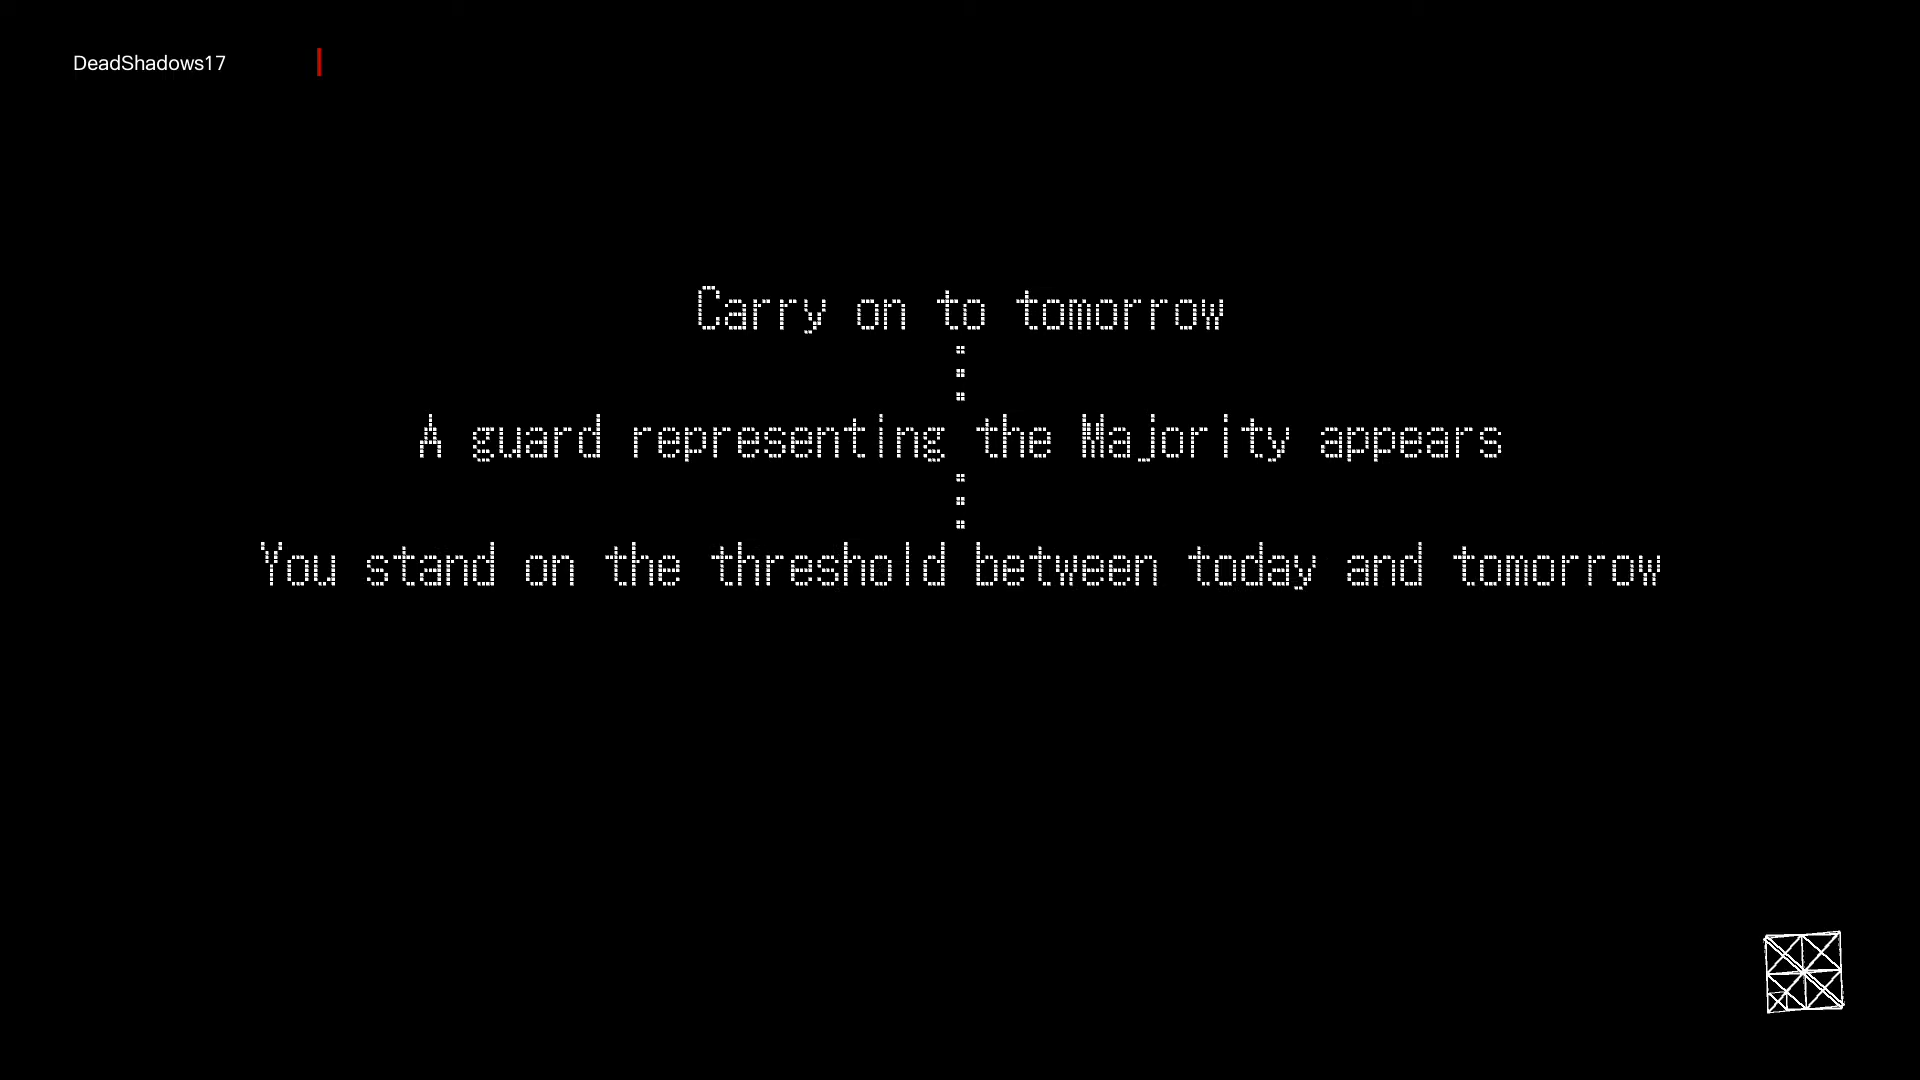 DeadShadows17
Carry on to tomorrow
A guard representing the Majority appears
You stand on the threshold between today and tomorrow